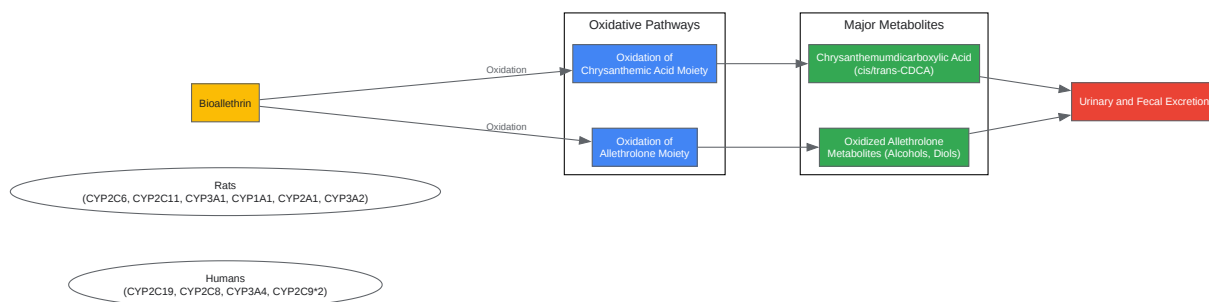 Oxidative Pathways
Major Metabolites
Bioallethrin
Oxidation
Oxidation of
Chrysanthemic Acid Moiety
Chrysanthemumdicarboxylic Acid
(cis/trans-CDCA)
Urinary and Fecal Excretion
Oxidation
Oxidation of
Allethrolone Moiety
Oxidized Allethrolone
Metabolites (Alcohols, Diols)
Rats
(CYP2C6, CYP2C11, CYP3A1, CYP1A1, CYP2A1, CYP3A2)
Humans
(CYP2C19, CYP2C8, CYP3A4, CYP2C9*2)